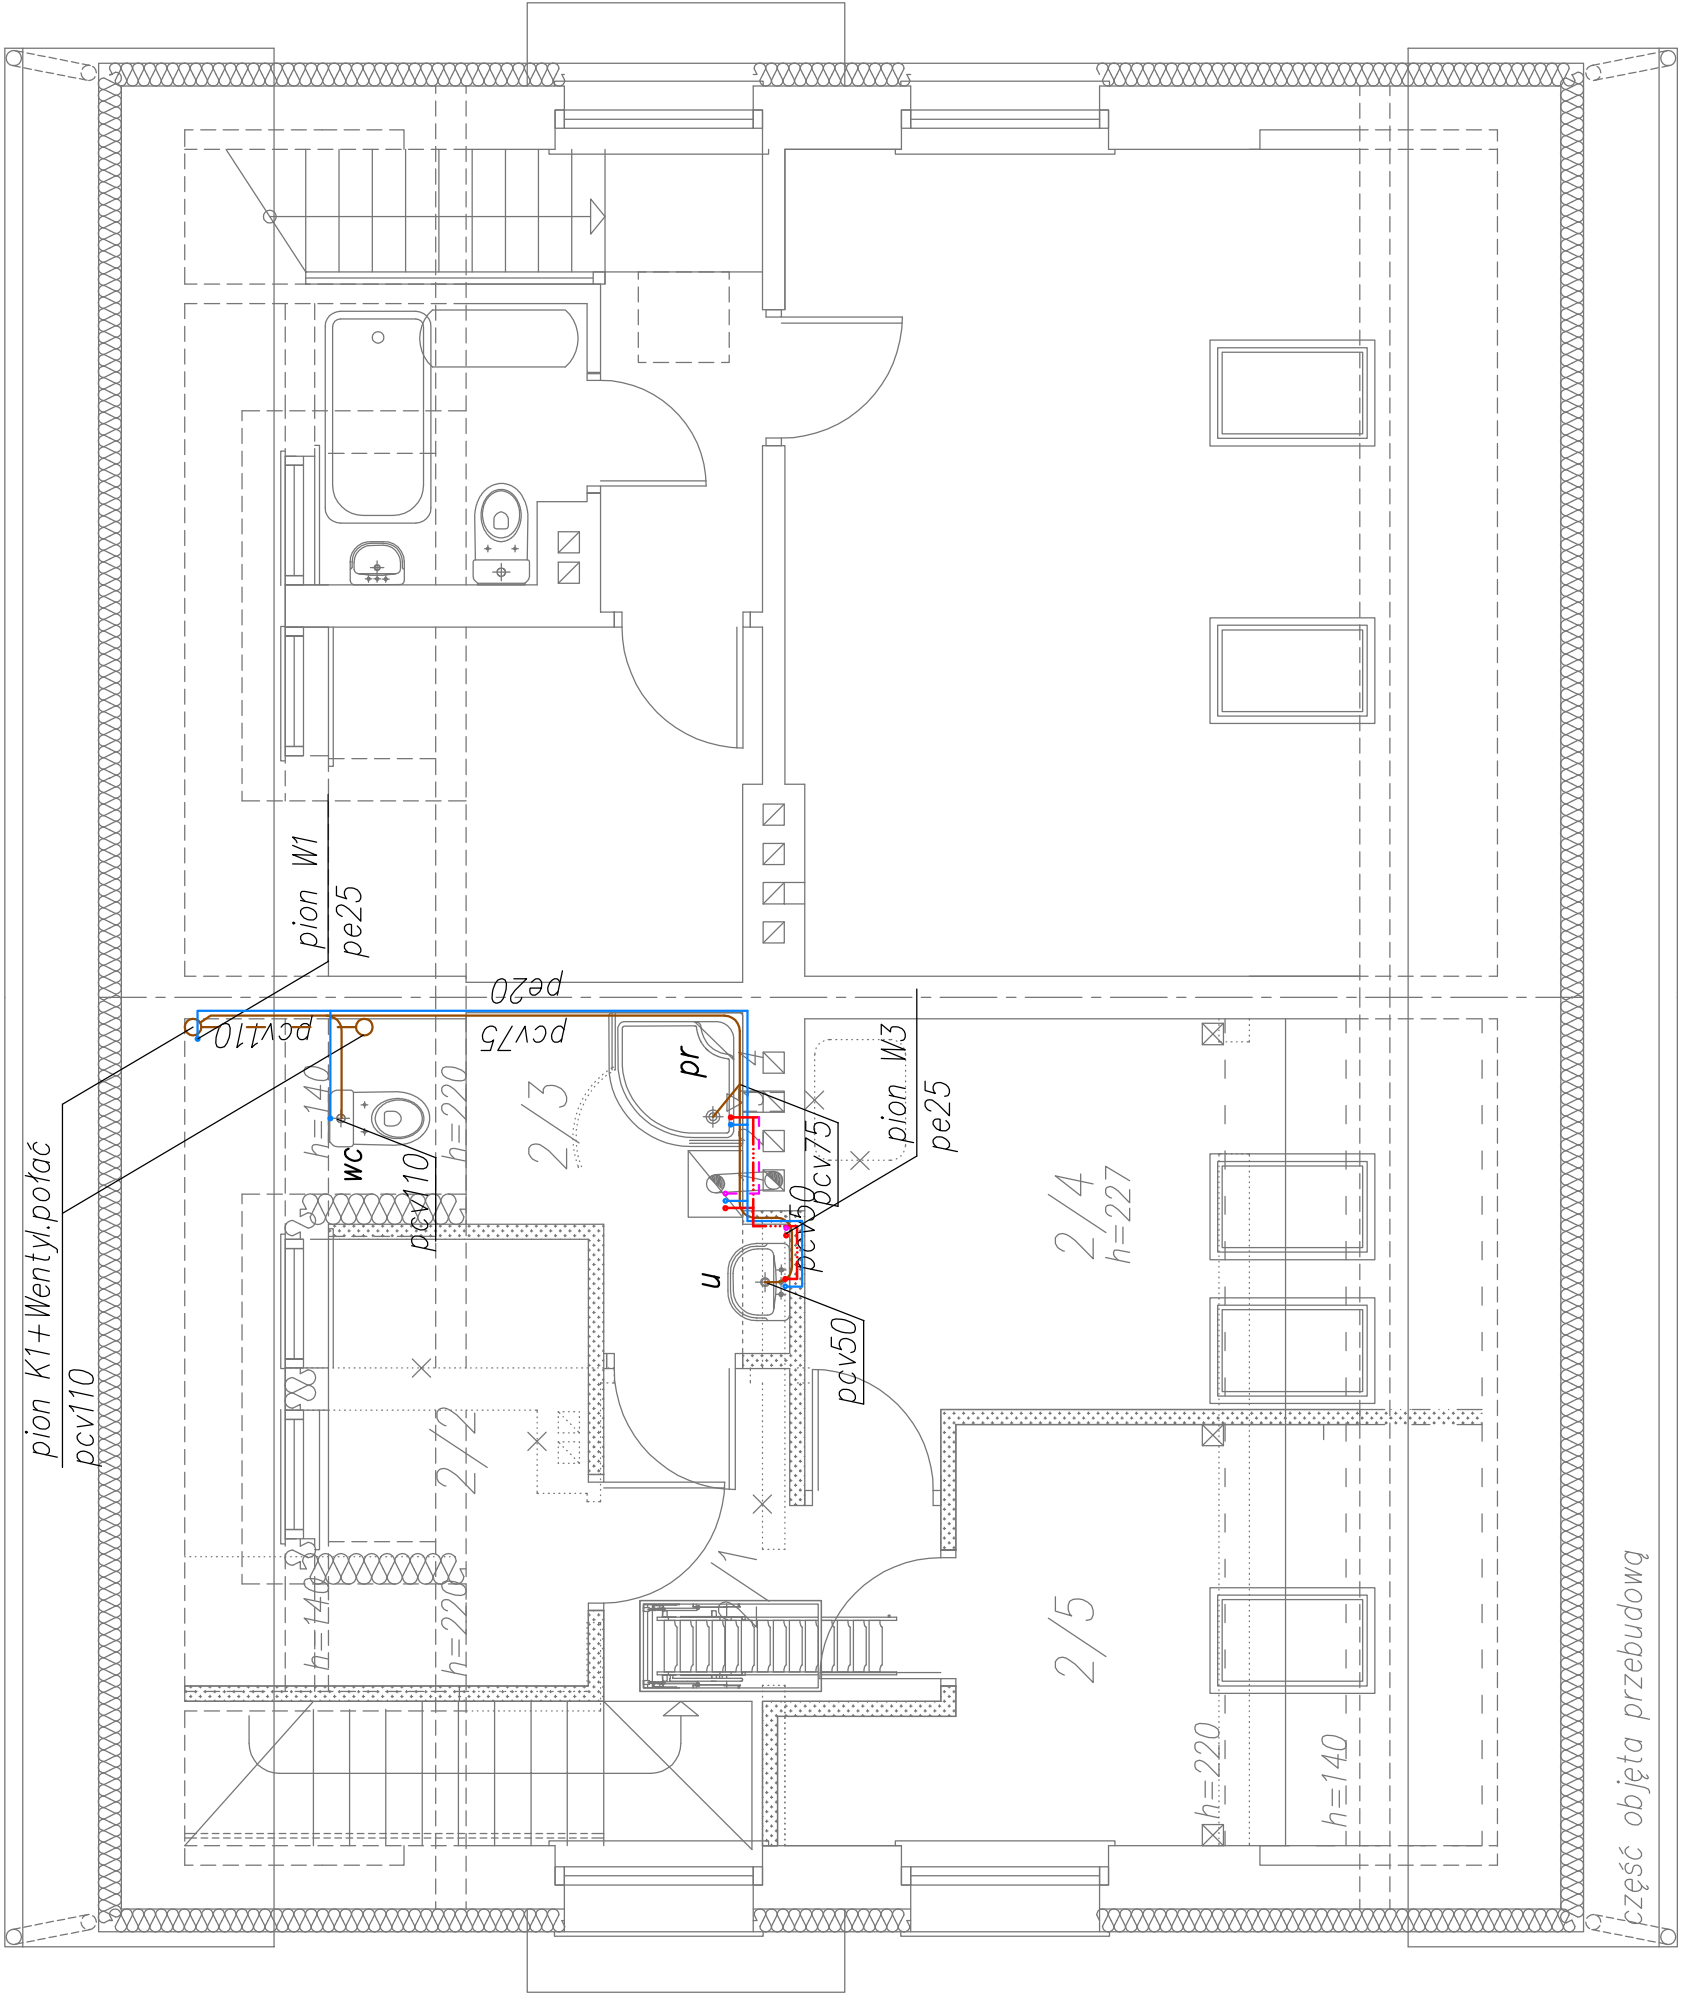 pion K1+Wentyl.połać
pcv110
pion W1
pe25
pe20
pcv110
pcv75
h=140
h=220
wc
pcv110
2/3
pr
pcv75
pcv50
pion W3
pe25
u
pcv50
2/4
h=227
2/2
h=140
h=220
2/1
2/5
h=220
h=140
część objęta przebudową